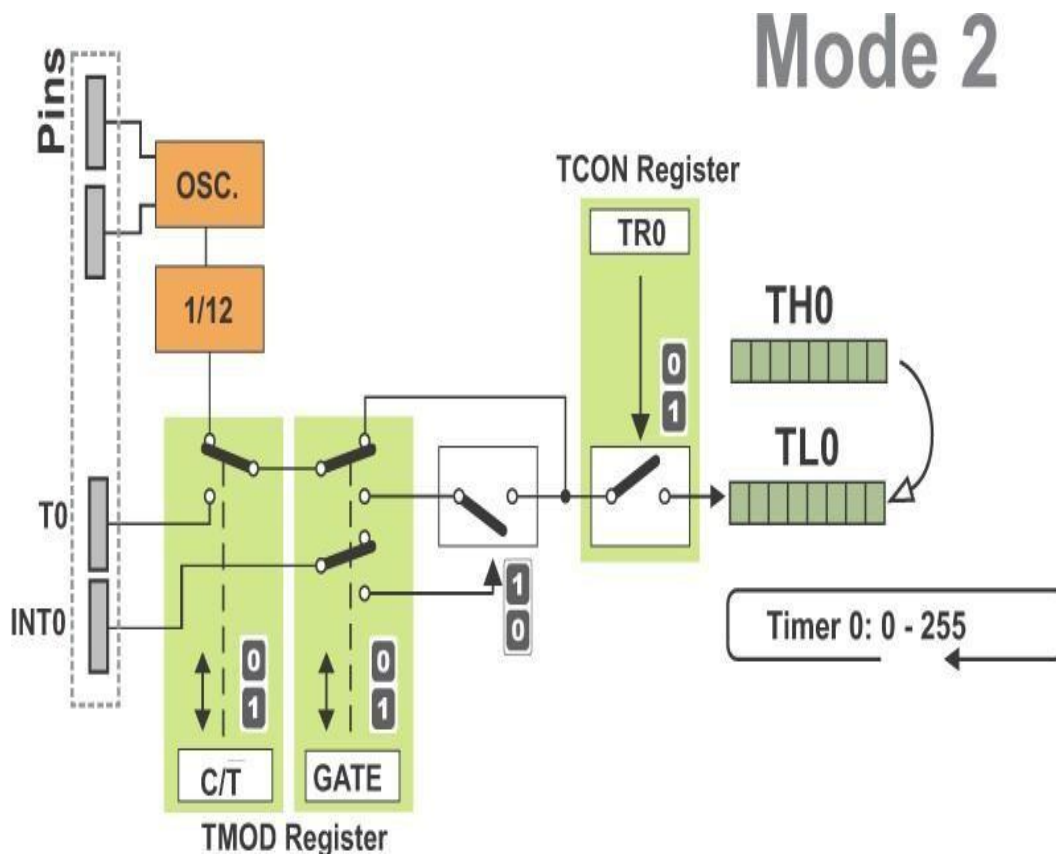 Mode 2
Pins
OSC.
1/12
TCON Register
TR0
0
1
TH0
TL0
T0
INT0
1
0
Timer 0: 0 - 255
0
1
0
1
C/T̅
GATE
TMOD Register